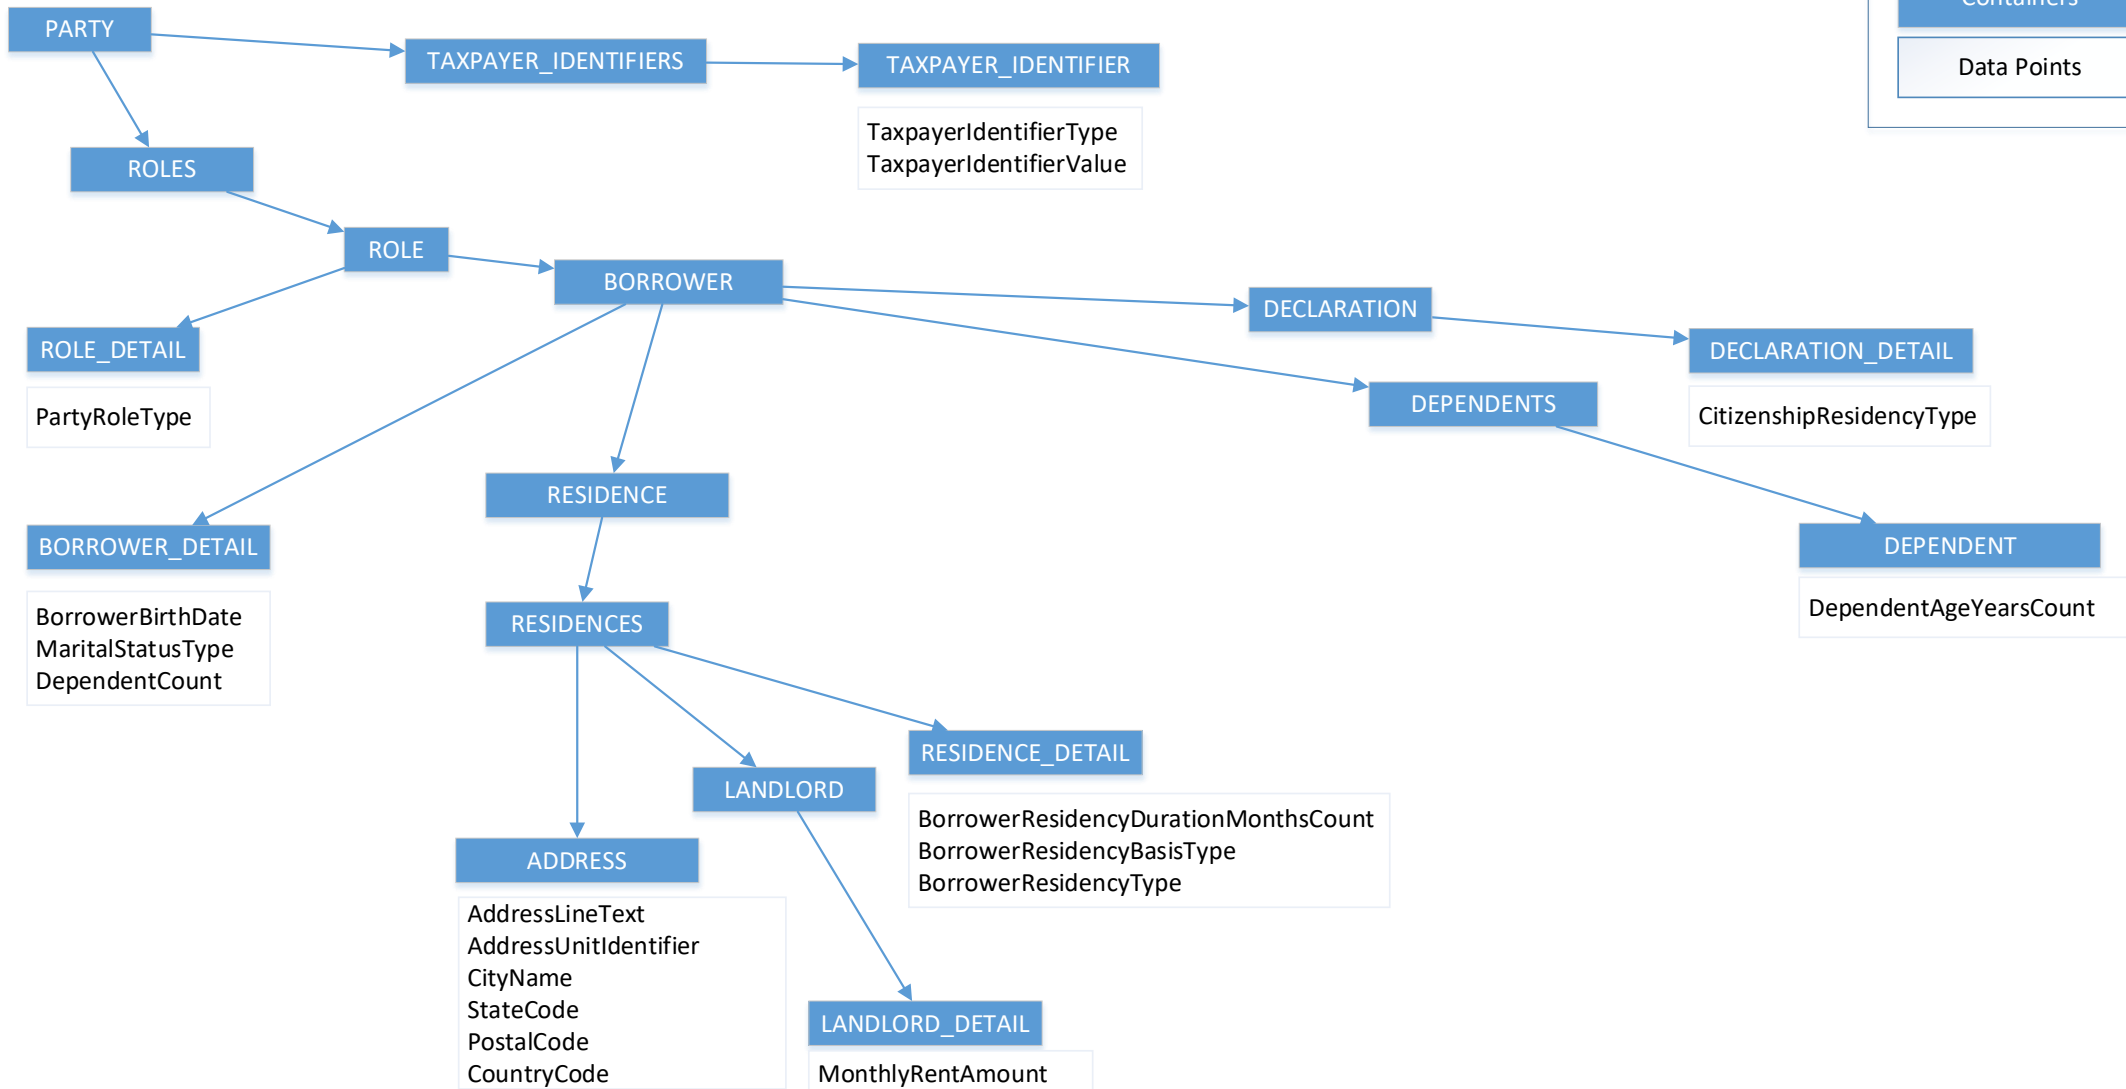 PARTY
TAXPAYER_IDENTIFIERS
TAXPAYER_IDENTIFIER
Containers
Data Points
TaxpayerIdentifierType
TaxpayerIdentifierValue
ROLES
ROLE
BORROWER
DECLARATION
ROLE_DETAIL
DECLARATION_DETAIL
PartyRoleType
DEPENDENTS
CitizenshipResidencyType
RESIDENCE
BORROWER_DETAIL
DEPENDENT
BorrowerBirthDate
MaritalStatusType
DependentCount
RESIDENCES
DependentAgeYearsCount
RESIDENCE_DETAIL
LANDLORD
BorrowerResidencyDurationMonthsCount
BorrowerResidencyBasisType
BorrowerResidencyType
ADDRESS
AddressLineText
AddressUnitIdentifier
CityName
StateCode
PostalCode
CountryCode
LANDLORD_DETAIL
MonthlyRentAmount